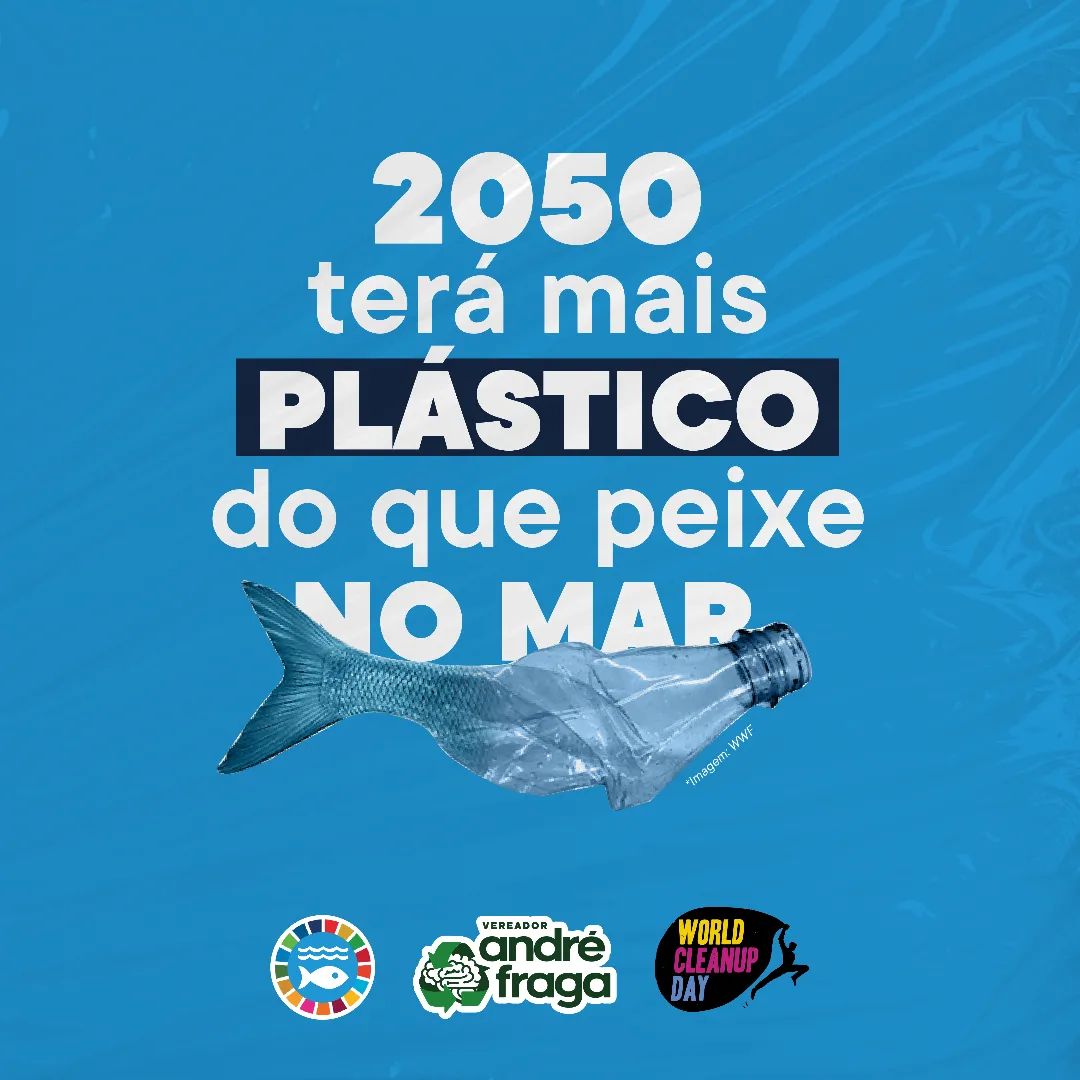 2050
terá mais
PLÁSTICO
do que peixe
NO MAR
*Imagem: WWF
VEREADOR
andré
fraga
WORLD
CLEANUP
DAY